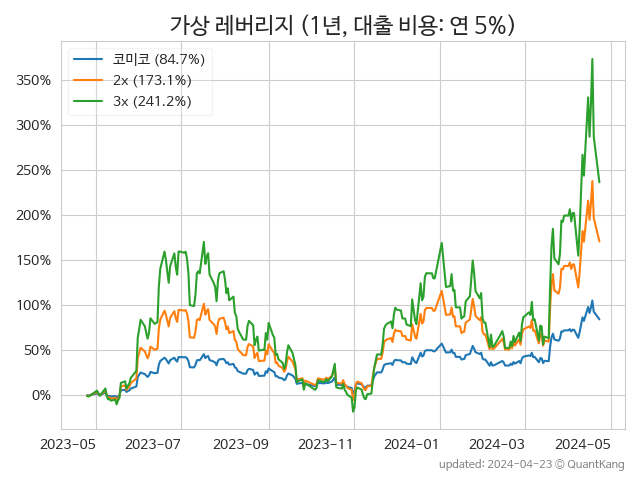 가상 레버리지 (1년, 대출 비용: 연 5%)
코미코 (84.7%)
2x (173.1%)
3x (241.2%)
350%
300%
250%
200%
150%
100%
50%
0%
2023-05 2023-07 2023-09 2023-11 2024-01 2024-03 2024-05
updated: 2024-04-23 © QuantKang